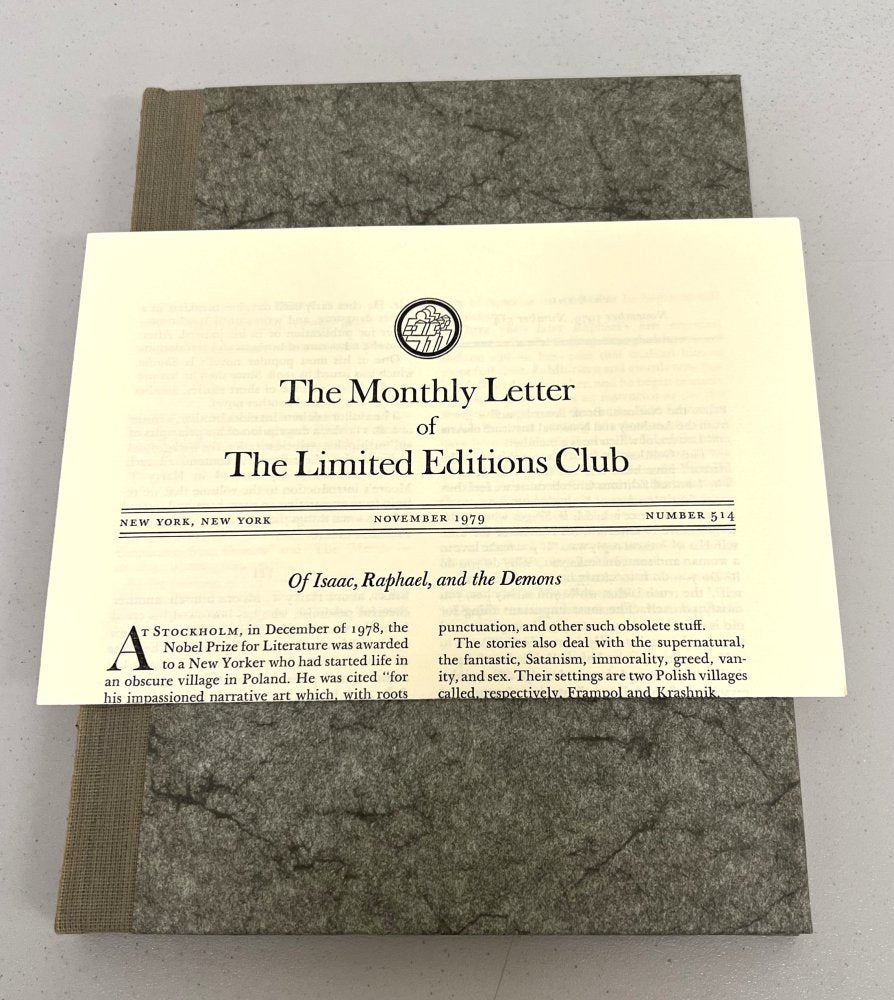 The Monthly Letter
of
The Limited Editions Club
NEW YORK, NEW YORK NOVEMBER 1979 NUMBER 514
Of Isaac, Raphael, and the Demons
AT STOCKHOLM, in December of 1978, the
Nobel Prize for Literature was awarded
to a New Yorker who had started life in
an obscure village in Poland. He was cited "for
his impassioned narrative art which, with roots
punctuation, and other such obsolete stuff.
The stories also deal with the supernatural,
the fantastic, Satanism, immorality, greed, van-
ity, and sex. Their settings are two Polish villages
called, respectively, Frampol and Krashnik.